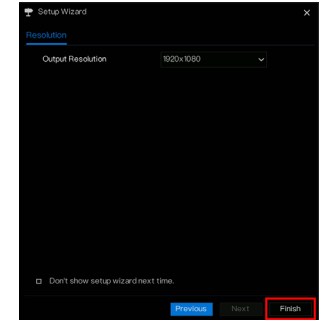 Setup Wizard
Resolution
Output Resolution 1920x1080
Don't show setup wizard next time.
Previous Next Finish